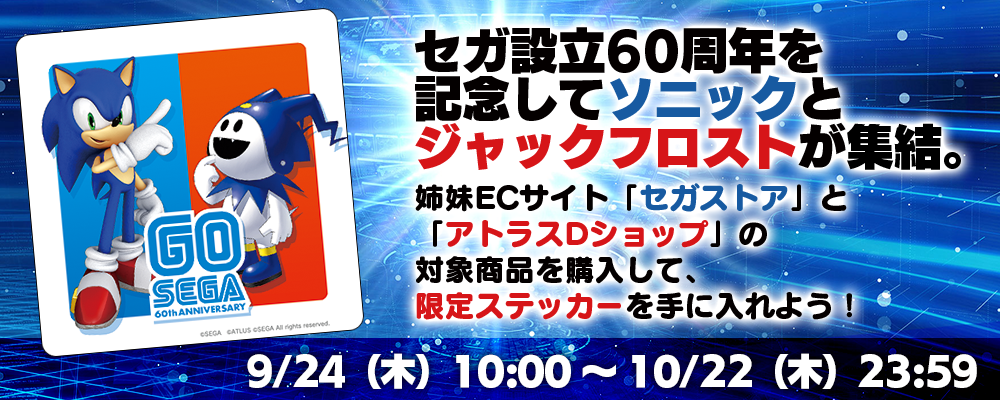 GO
SEGA
60th ANNIVERSARY
©SEGA ©ATLUS ©SEGA All rights reserved.
セガ設立60周年を
記念してソニックと
ジャックフロストが集結。
姉妹ECサイト「セガストア」と
「アトラスDショップ」の
対象商品を購入して、
限定ステッカーを手に入れよう！
9/24（木）10:00～10/22（木）23:59